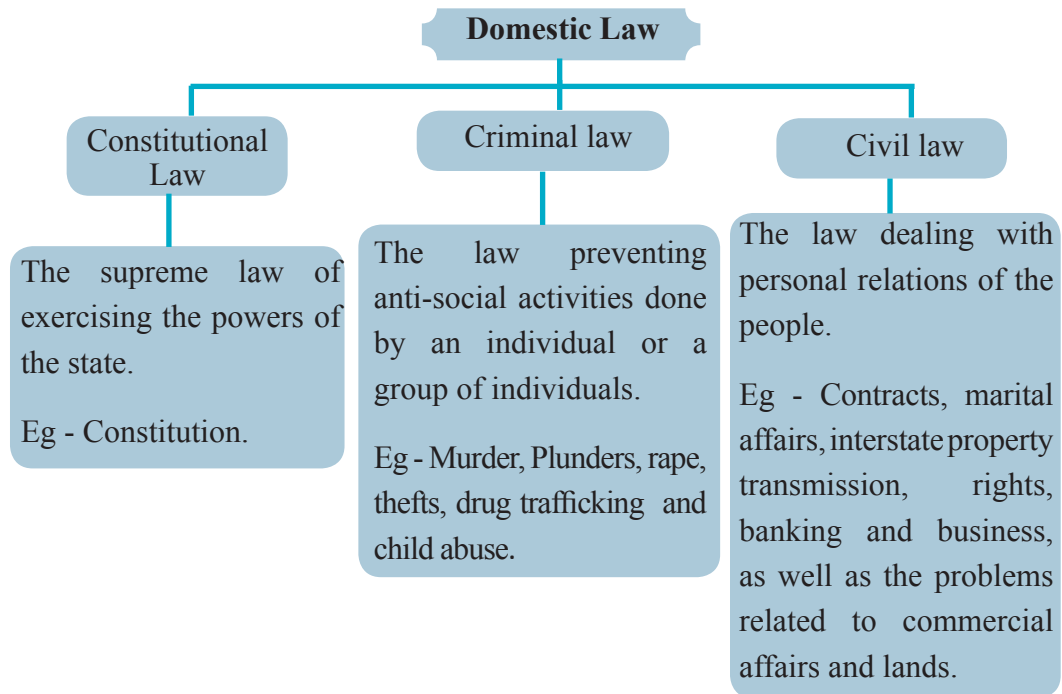 Domestic Law
Constitutional
Law
The supreme law of
exercising the powers of
the state.
Eg - Constitution.
Criminal law
The law preventing
anti-social activities done
by an individual or a
group of individuals.
Eg - Murder, Plunders, rape,
thefts, drug trafficking and
child abuse.
Civil law
The law dealing with
personal relations of the
people.
Eg - Contracts, marital
affairs, interstate property
transmission, rights,
banking and business,
as well as the problems
related to commercial
affairs and lands.